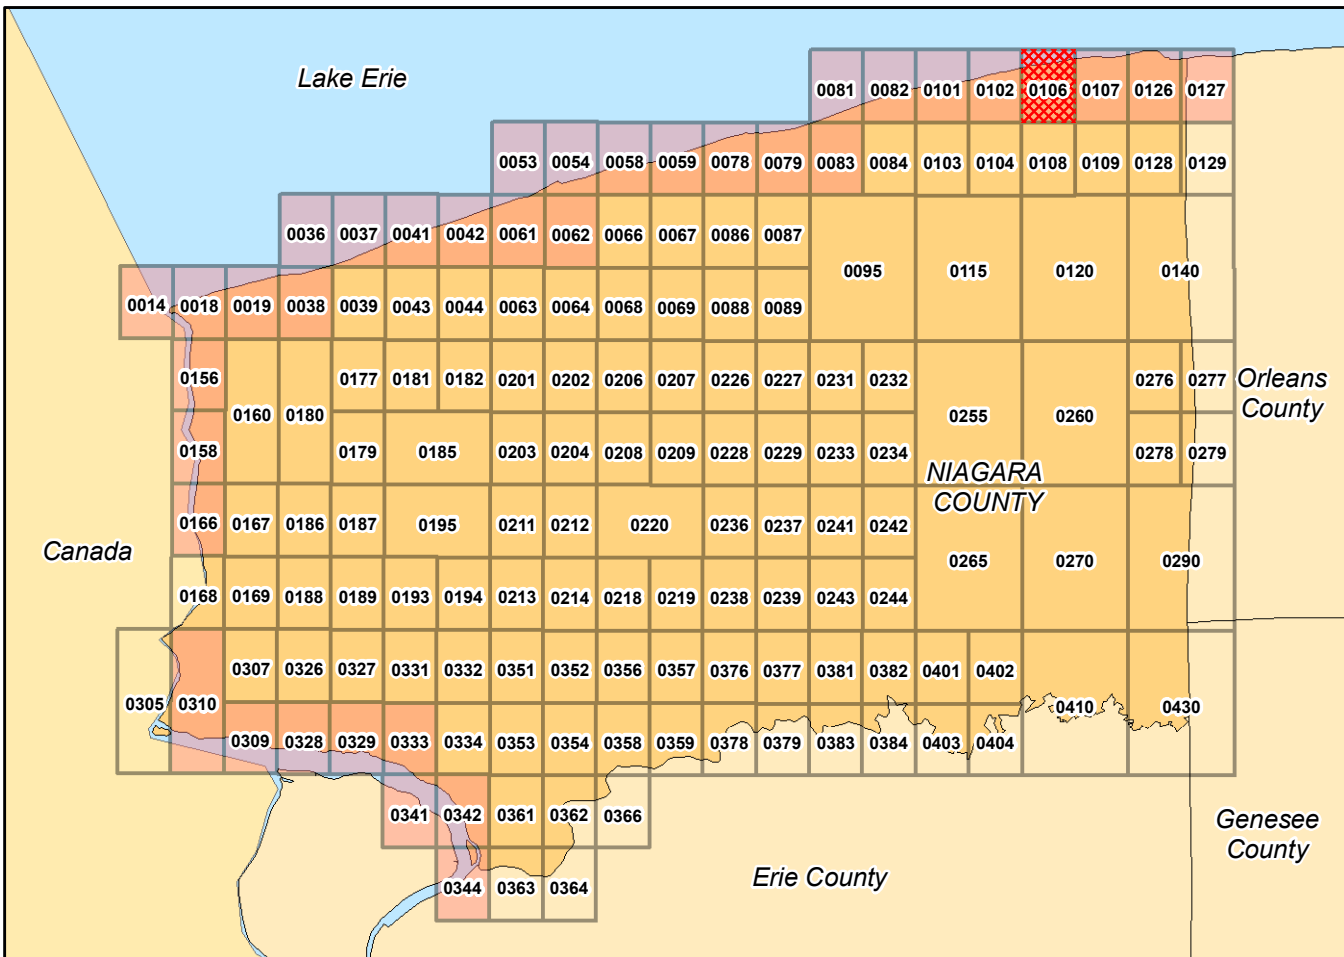 Lake Erie
0081 0082 0101 0102 0106 0107 0126 0127
0053 0054 0058 0059 0078 0079 0083 0084 0103 0104 0108 0109 0128 0129
0036 0037 0041 0042 0061 0062 0066 0067 0086 0087
0095 0115 0120 0140
0014 0018 0019 0038 0039 0043 0044 0063 0064 0068 0069 0088 0089
0156 0177 0181 0182 0201 0202 0206 0207 0226 0227 0231 0232 0276 0277
Orleans
County
0160 0180 0255 0260
0158 0179 0185 0203 0204 0208 0209 0228 0229 0233 0234 0278 0279
NIAGARA
COUNTY
0166 0167 0186 0187 0195 0211 0212 0220 0236 0237 0241 0242
Canada
0265 0270 0290
0168 0169 0188 0189 0193 0194 0213 0214 0218 0219 0238 0239 0243 0244
0307 0326 0327 0331 0332 0351 0352 0356 0357 0376 0377 0381 0382 0401 0402
0305 0310 0410 0430
0309 0328 0329 0333 0334 0353 0354 0358 0359 0378 0379 0383 0384 0403 0404
0341 0342 0361 0362 0366
Genesee
County
0344 0363 0364
Erie County